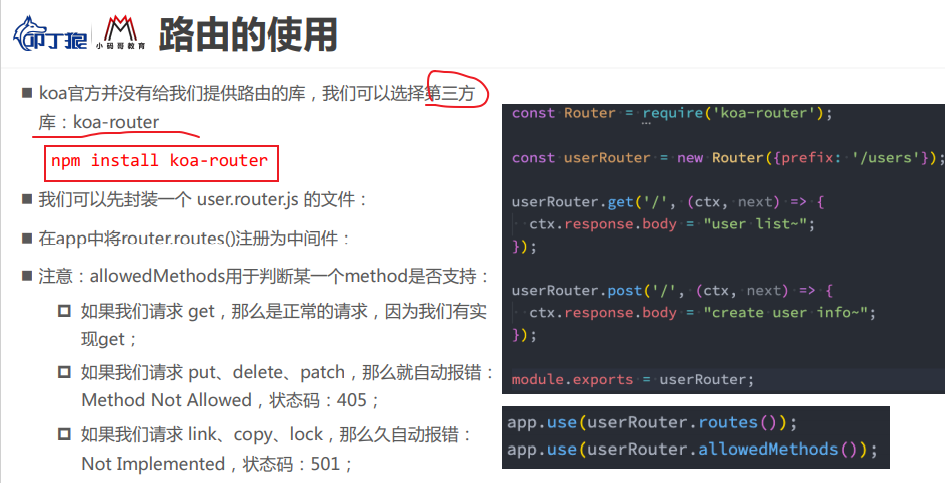 叩丁狼
小码哥教育
路由的使用
koa官方并没有给我们提供路由的库，我们可以选择第三方
库：koa-router
npm install koa-router
我们可以先封装一个 user.router.js 的文件：
在app中将router.routes()注册为中间件：
注意：allowedMethods用于判断某一个method是否支持：
如果我们请求 get，那么是正常的请求，因为我们有实
现get；
如果我们请求 put、delete、patch，那么就自动报错：
Method Not Allowed，状态码：405；
如果我们请求 link、copy、lock，那么久自动报错：
Not Implemented，状态码：501；
const Router = require('koa-router');
const userRouter = new Router({prefix: '/users'});
userRouter.get('/', (ctx, next) => {
  ctx.response.body = "user list~";
});
userRouter.post('/', (ctx, next) => {
  ctx.response.body = "create user info~";
});
module.exports = userRouter;
app.use(userRouter.routes());
app.use(userRouter.allowedMethods());